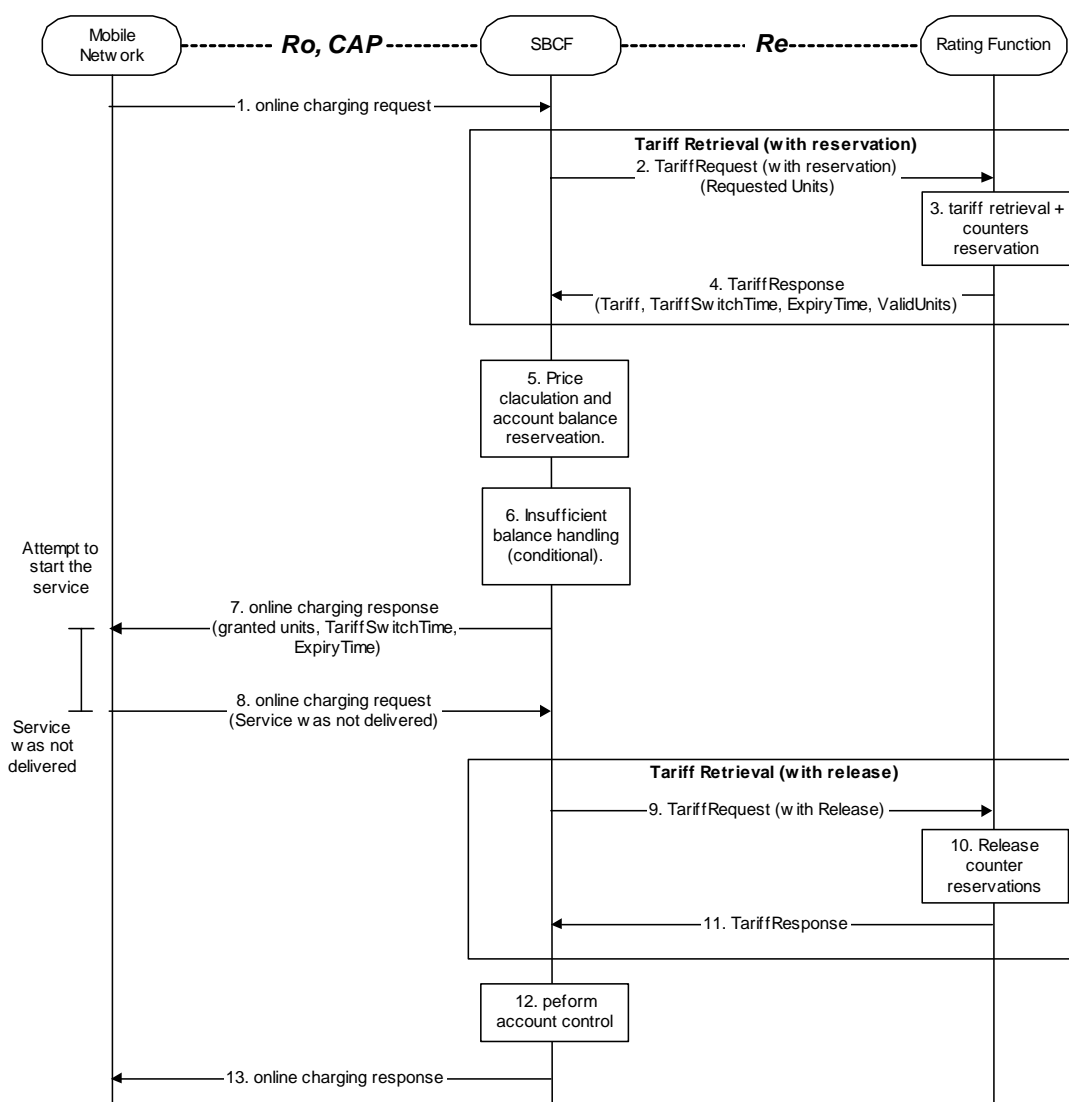 Mobile
Network
Ro, CAP
SBCF
Re
Rating Function
1. online charging request
Tariff Retrieval (with reservation)
2. TariffRequest (with reservation)
(Requested Units)
3. tariff retrieval +
counters
reservation
4. TariffResponse
(Tariff, TariffSwitchTime, ExpiryTime, ValidUnits)
5. Price
claculation and
account balance
reserveation.
6. Insufficient
balance handling
(conditional).
Attempt to
start the
service
7. online charging response
(granted units, TariffSwitchTime,
ExpiryTime)
8. online charging request
(Service was not delivered)
Service
was not
delivered
Tariff Retrieval (with release)
9. TariffRequest (with Release)
10. Release
counter
reservations
11. TariffResponse
12. peform
account control
13. online charging response